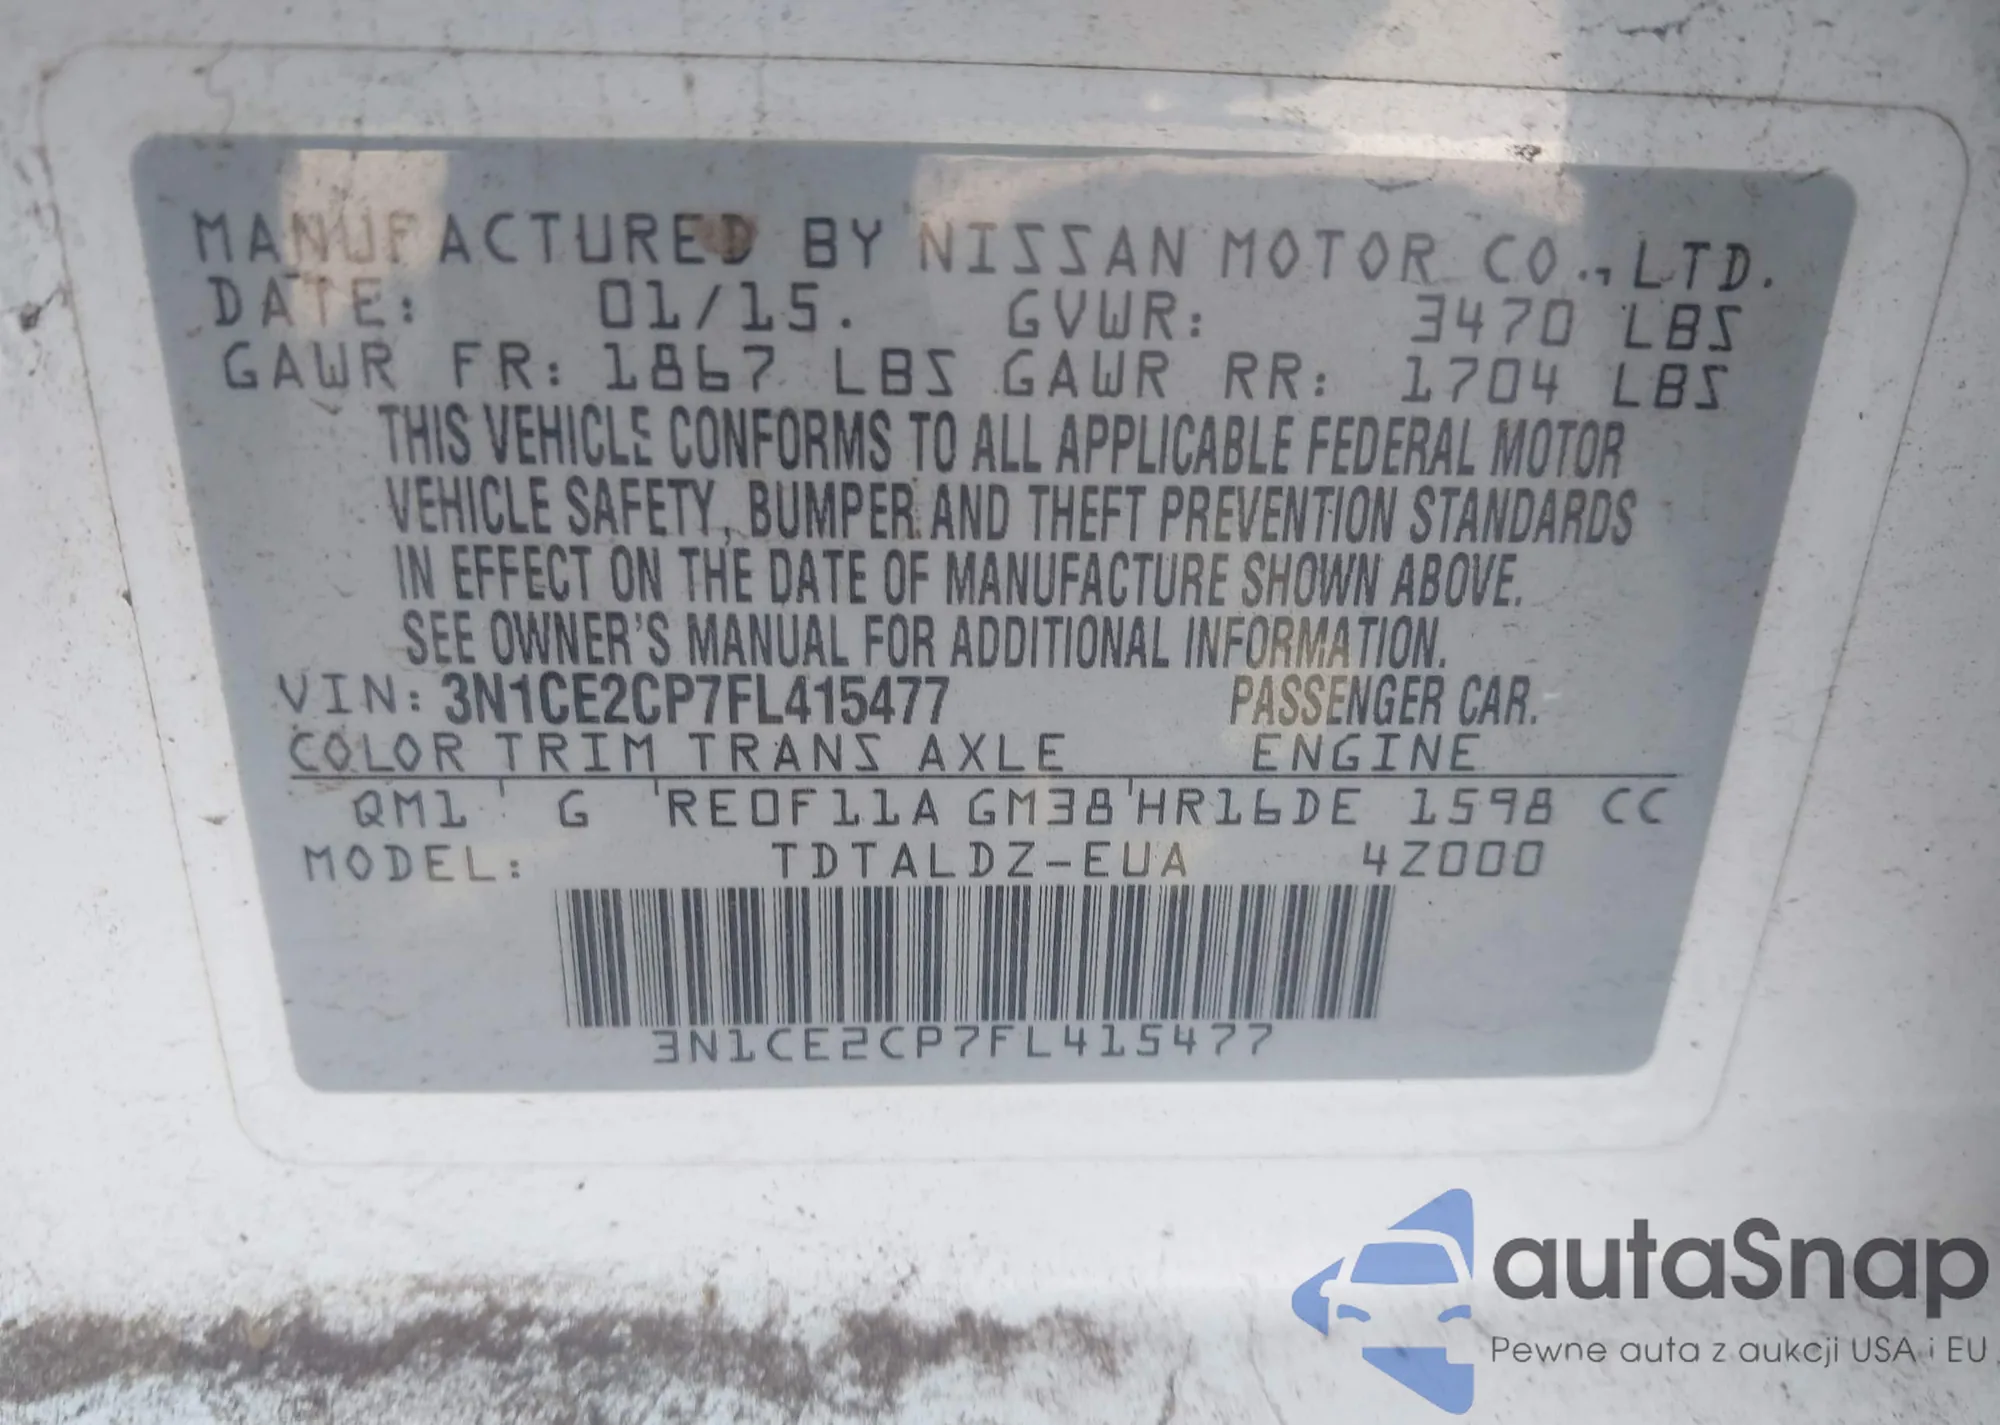 MANUFACTURED BY NISSAN MOTOR CO., LTD.
DATE: 01/15. GVWR: 3470 LBS
GAWR FR: 1867 LBS GAWR RR: 1704 LBS
THIS VEHICLE CONFORMS TO ALL APPLICABLE FEDERAL MOTOR
VEHICLE SAFETY, BUMPER AND THEFT PREVENTION STANDARDS
IN EFFECT ON THE DATE OF MANUFACTURE SHOWN ABOVE.
SEE OWNER'S MANUAL FOR ADDITIONAL INFORMATION.
VIN: 3N1CE2CP7FL415477 PASSENGER CAR.
COLOR TRIM TRANS AXLE ENGINE
QM1 G RE0F11A GM38 HR16DE 1598 CC
MODEL: TDTALDZ-EUA 4Z000
3N1CE2CP7FL415477
autaSnap
Pewne auta z aukcji USA i EU